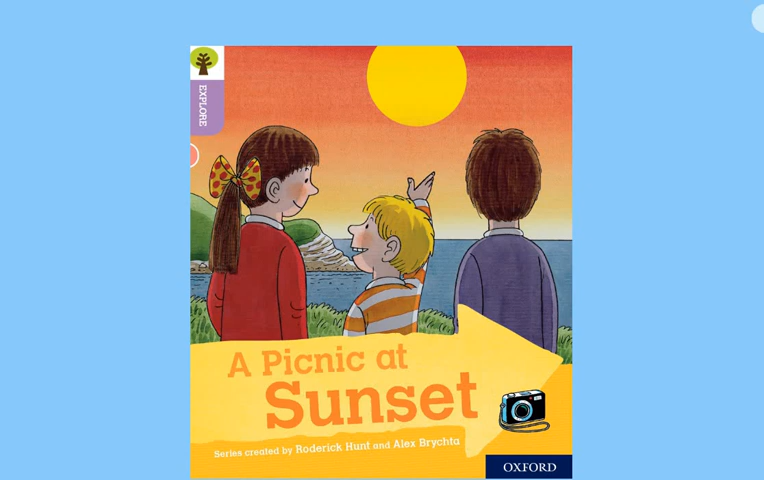 EXPLORE
A Picnic at
Sunset
Series created by Roderick Hunt and Alex Brychta
OXFORD